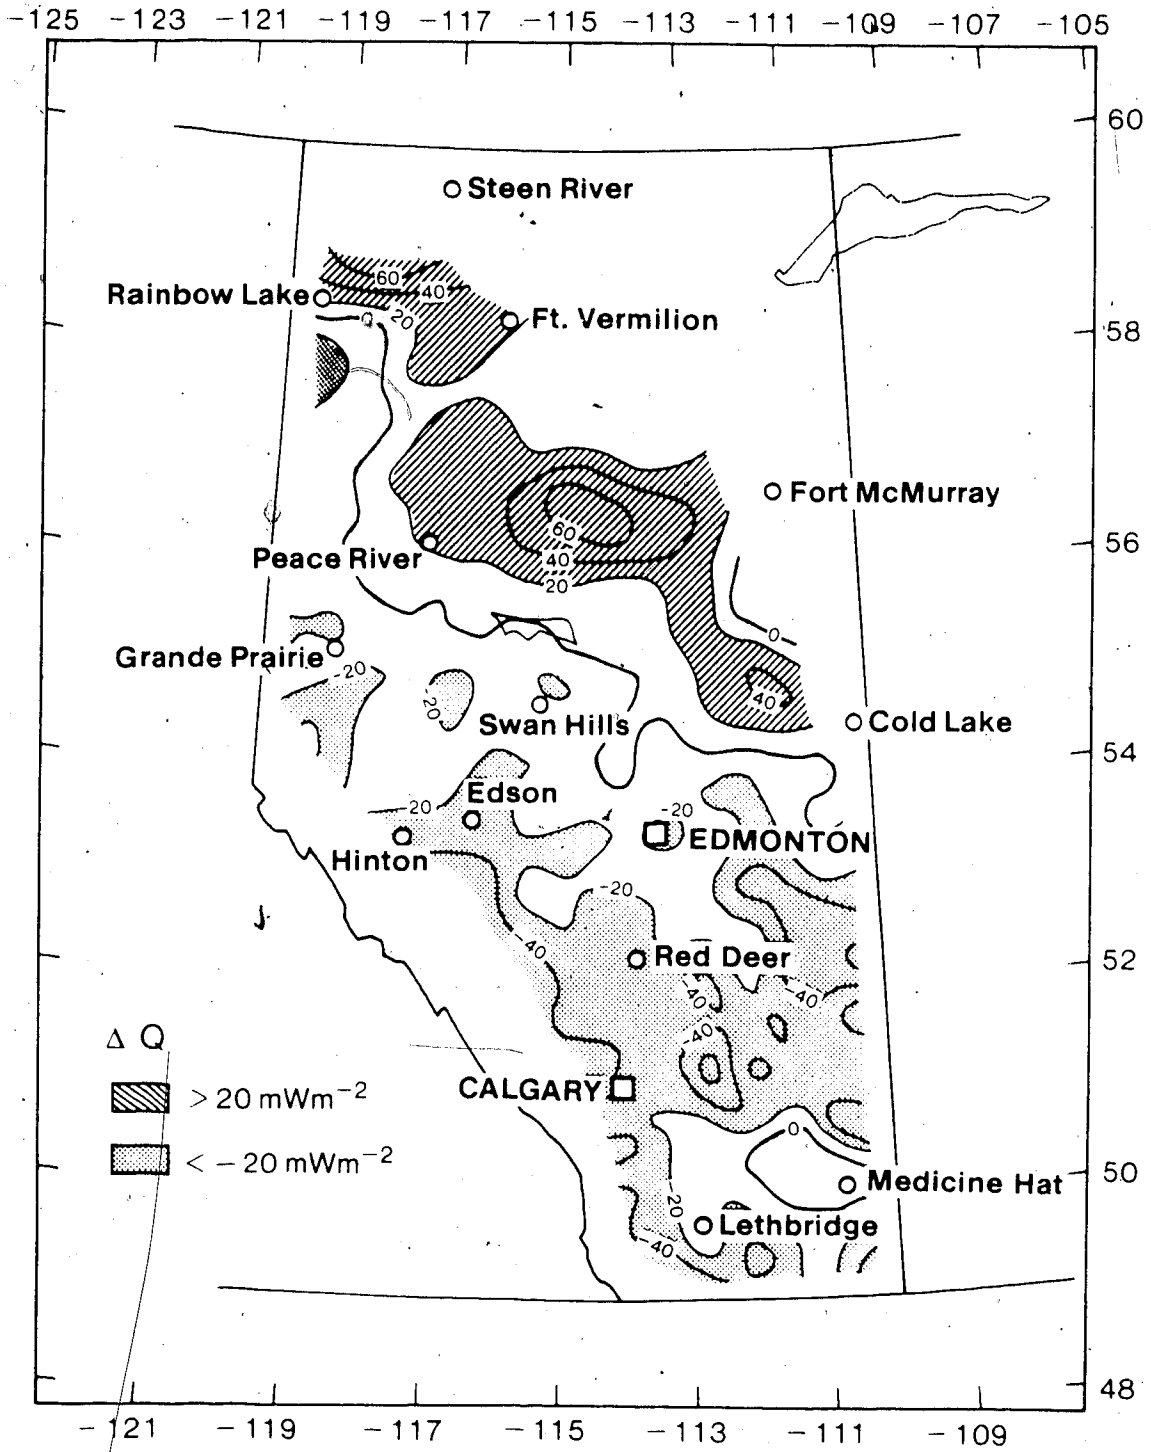 -125 -123 -121 -119 -117 -115 -113 -111 -109 -107 -105
60
Steen River
60
Rainbow Lake
40
20
0
Ft. Vermilion
58
Fort McMurray
60
Peace River
40
56
20
0
Grande Prairie
-20
-20
40
Swan Hills
Cold Lake
54
Edson
-20
-20
EDMONTON
Hinton
-20
-40
Red Deer
52
-40
-40
-40
Δ Q
CALGARY
> 20 mWm⁻²
0
< -20 mWm⁻²
50
Medicine Hat
-20
Lethbridge
-40
48
-121 -119 -117 -115 -113 -111 -109